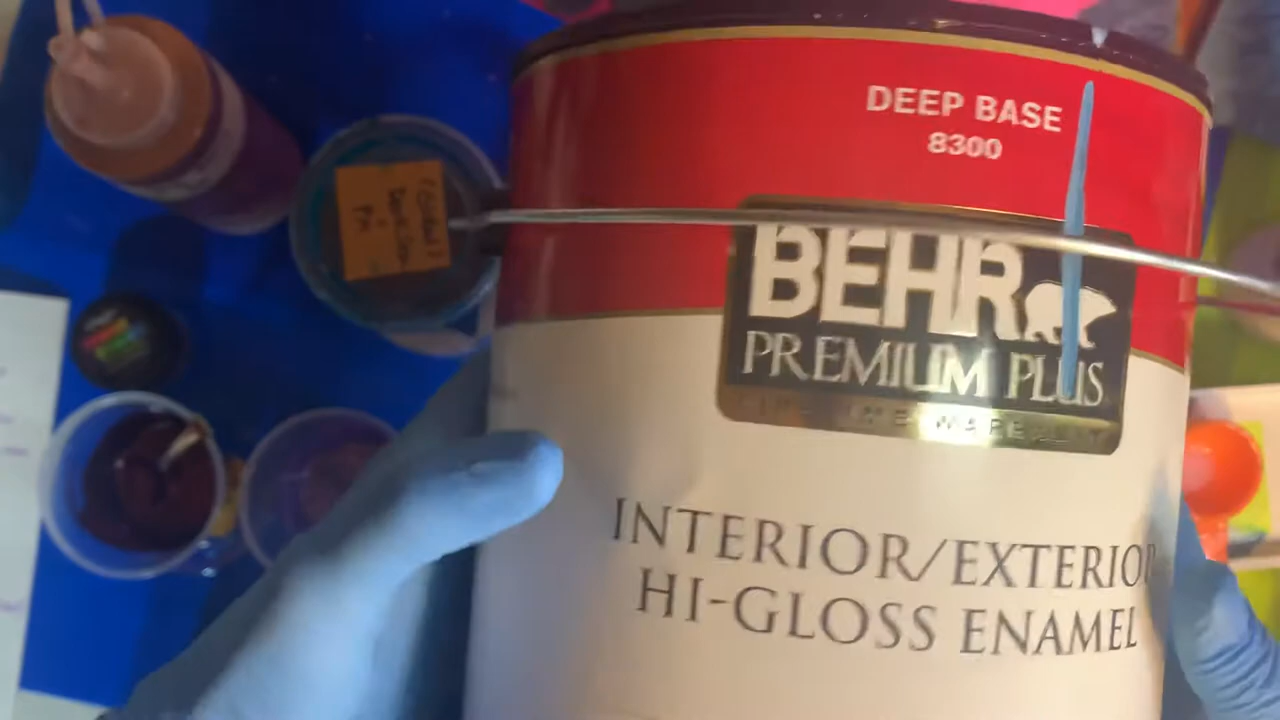 DEEP BASE
8300
BEHR
PREMIUM PLUS
INTERIOR/EXTERIOR
HI-GLOSS ENAMEL